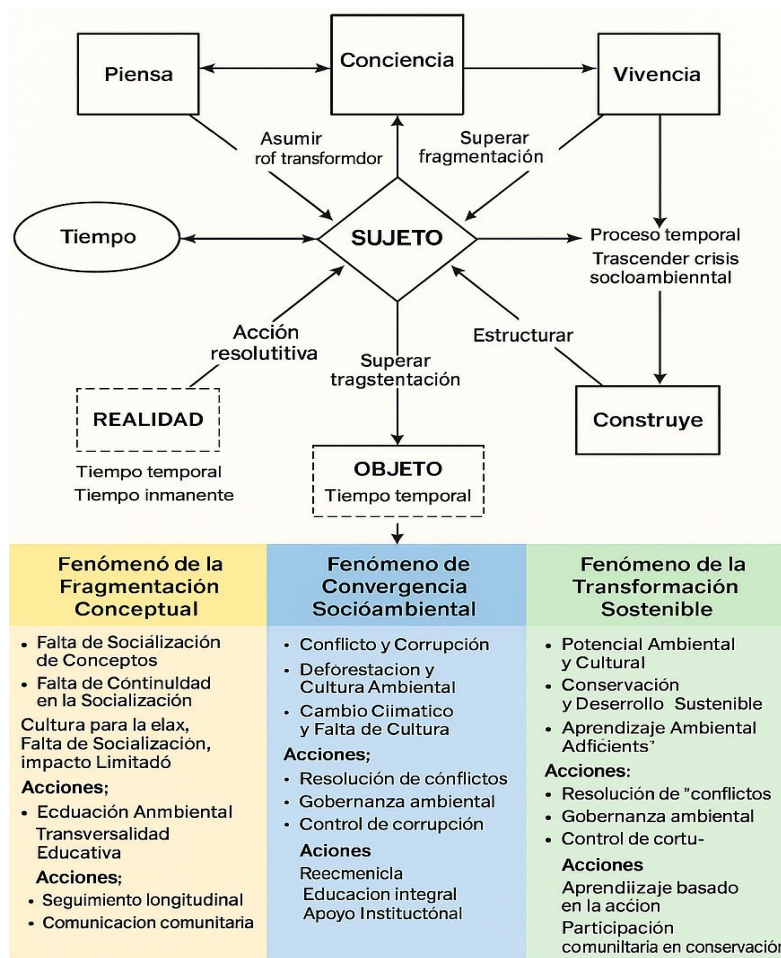 Piensa
Conciencia
Vivencia
Asumir
rof transformdor
Superar
fragmentación
Tiempo
SUJETO
Proceso temporal
Trascender crisis
socloambienntal
Acción
resolutitiva
Superar
tragstentación
Estructurar
REALIDAD
Tiempo temporal
Tiempo inmanente
OBJETO
Tiempo temporal
Construye
Fenómenó de la
Fragmentación
Conceptual
• Falta de Sociálización
de Conceptos
• Falta de Continuldad
en la Socialización
Cultura para la elax,
Falta de Socialización,
impacto Limitadó
Acciones;
• Ecduación Anmbiental
Transversalidad
Educativa
Acciones;
• Seguimiento longitudinal
• Comunicacion comunitaria
Fenómeno de
Convergencia
Socióambiental
• Conflicto y Corrupción
• Deforestacion y
Cultura Ambiental
• Cambio Ciimatico
y Falta de Cultura
Acciones;
• Resolución de cónflictos
• Gobernanza ambiental
• Control de corrupción
Aciones
Reecmenicla
Educacion integral
Apoyo Instituctónal
Fenómeno de la
Transformación
Sostenible
• Potencial Ambiental
y Cultural
• Conservación
y Deserrollo Sustenible
• Aprendizaje Ambiental
Adficients"
Acciones:
• Resolución de "conflictos
• Gobernanza ambiental
• Control de cortu-
Acciones
Aprendiizaje basado
en la acción
Participación
comuniltaria en conservación